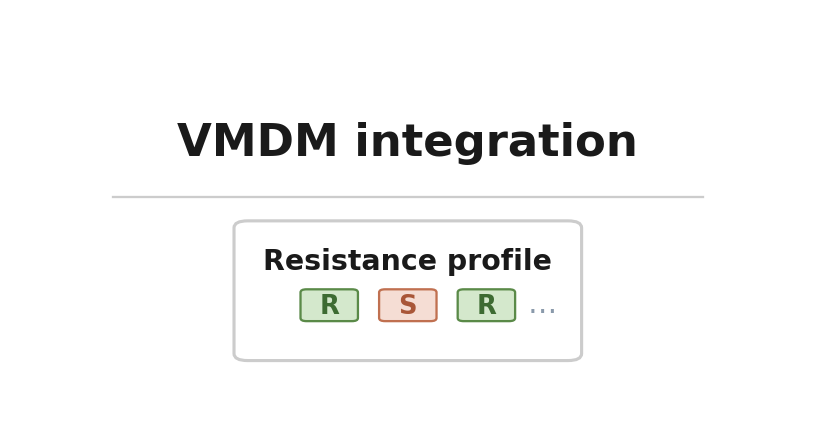 VMDM integration
Resistance profile
R S R ...